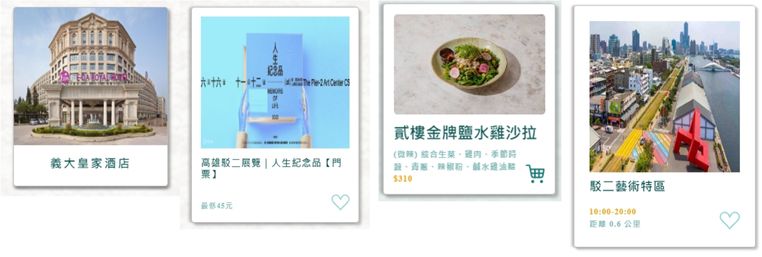 E-DA ROYAL HOTEL
義大皇家酒店
人生
紀念品
六 十六
十一 十二
The Pier-2 Art Center C5
MEMORIES
OF
LIFE
高雄駁二展覽｜人生紀念品【門
票】
最低45元
貳樓金牌鹽水雞沙拉
(微辣) 綜合生菜、雞肉、季節時
蔬、青蔥、辣椒粉、鹹水雞油醋
$310
駁二藝術特區
10:00-20:00
距離 0.6 公里